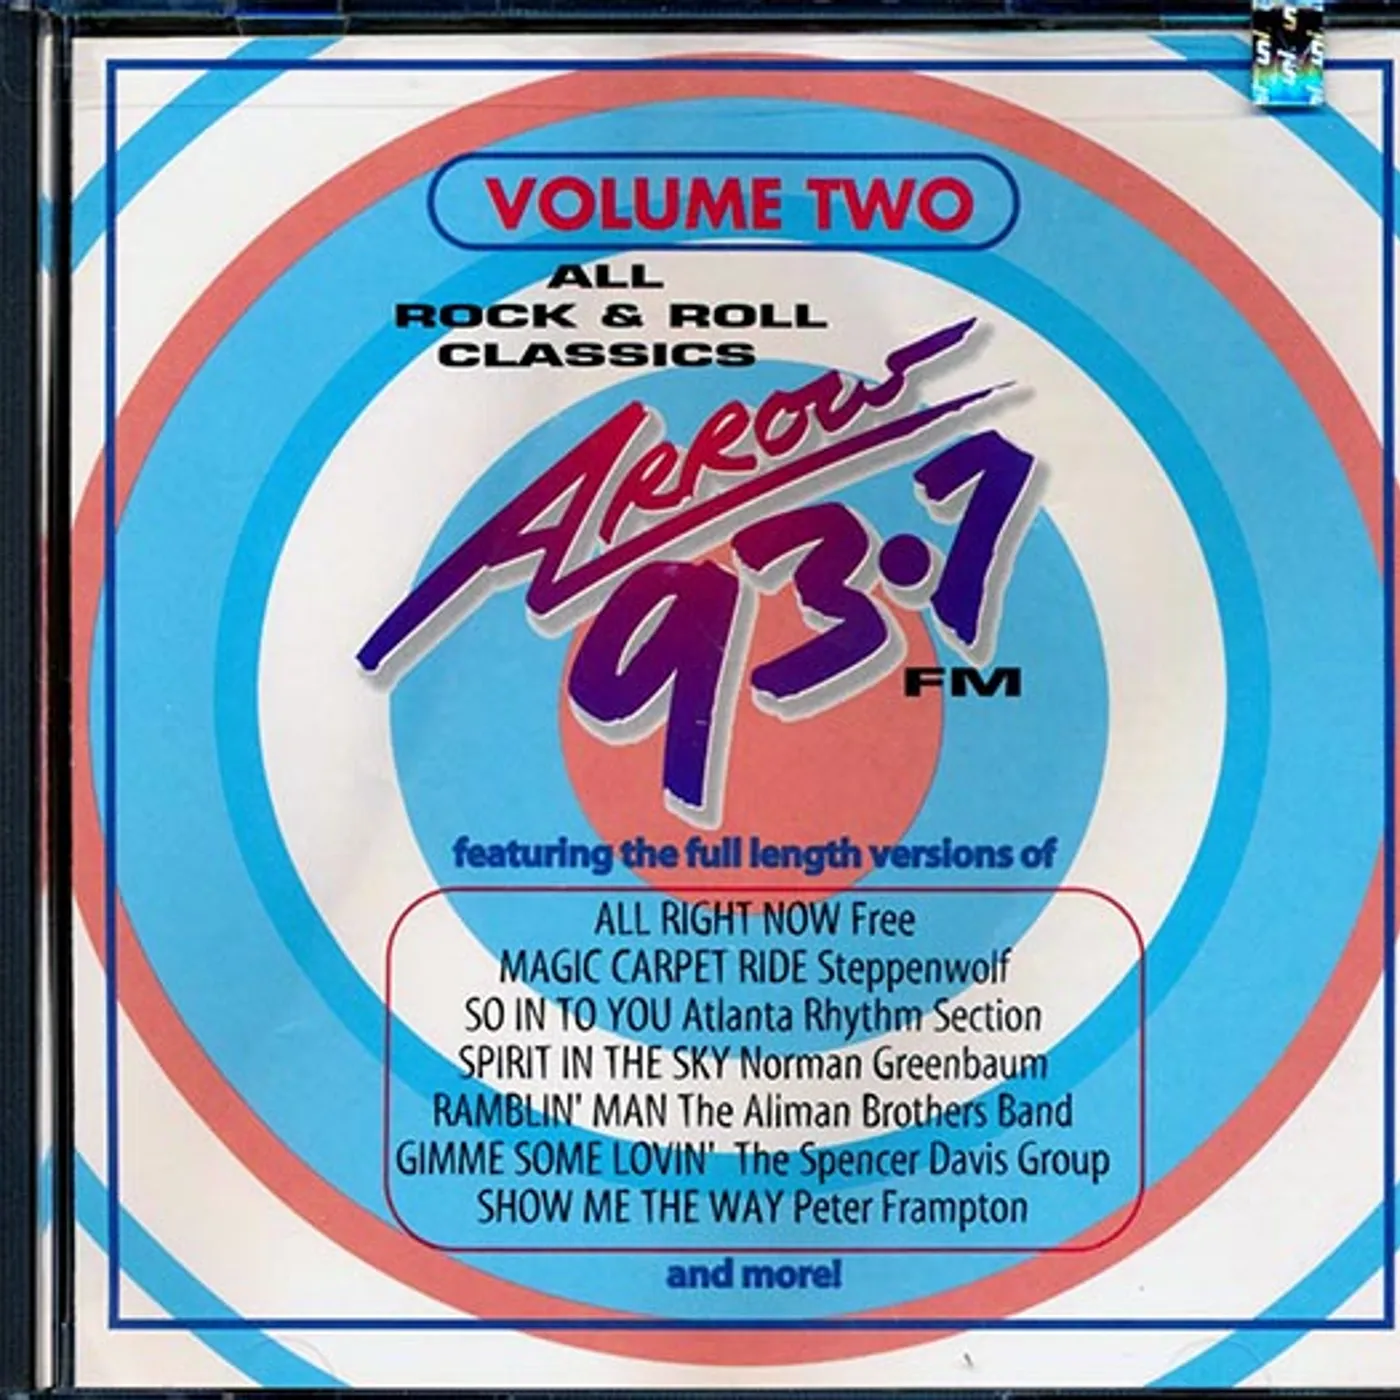 VOLUME TWO
ALL
ROCK & ROLL
CLASSICS
ARROW
93.1
FM
featuring the full length versions of
ALL RIGHT NOW Free
MAGIC CARPET RIDE Steppenwolf
SO IN TO YOU Atlanta Rhythm Section
SPIRIT IN THE SKY Norman Greenbaum
RAMBLIN' MAN The Aliman Brothers Band
GIMME SOME LOVIN' The Spencer Davis Group
SHOW ME THE WAY Peter Frampton
and more!